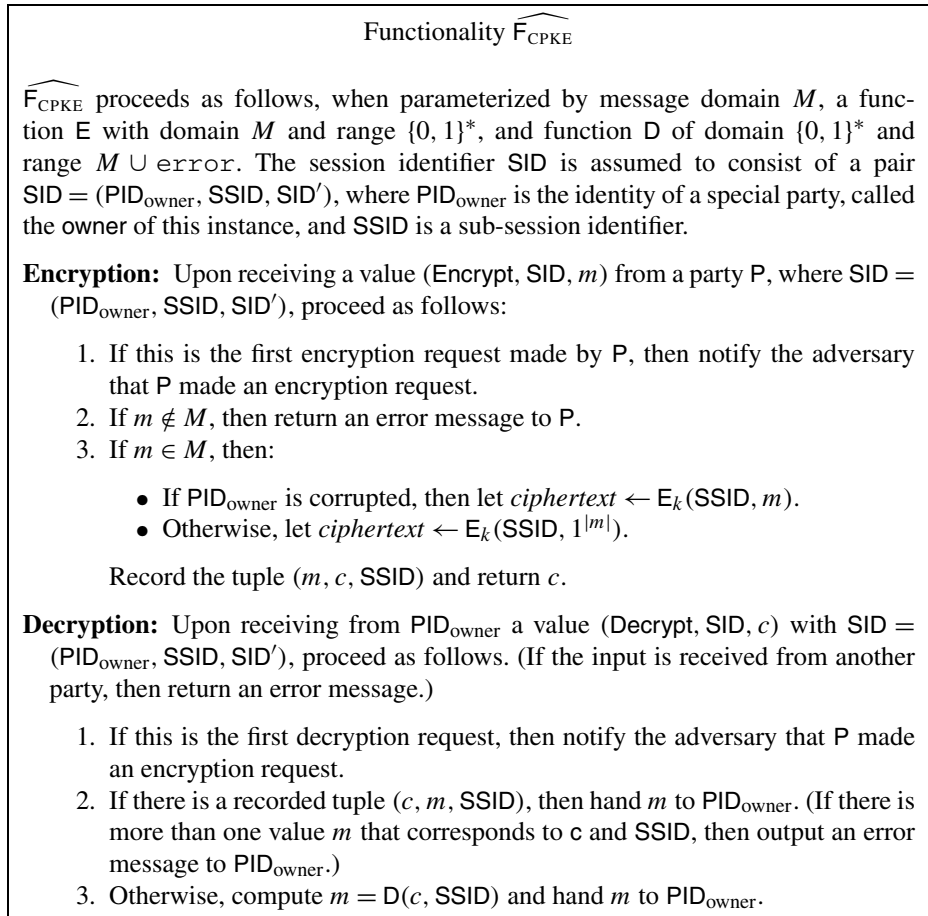 Functionality F̂_CPKE
F̂_CPKE proceeds as follows, when parameterized by message domain M, a func-
tion E with domain M and range {0, 1}*, and function D of domain {0, 1}* and
range M ∪ error. The session identifier SID is assumed to consist of a pair
SID = (PID_owner, SSID, SID′), where PID_owner is the identity of a special party, called
the owner of this instance, and SSID is a sub-session identifier.
Encryption: Upon receiving a value (Encrypt, SID, m) from a party P, where SID =
(PID_owner, SSID, SID′), proceed as follows:
1. If this is the first encryption request made by P, then notify the adversary
that P made an encryption request.
2. If m ∉ M, then return an error message to P.
3. If m ∈ M, then:
• If PID_owner is corrupted, then let ciphertext ← E_k(SSID, m).
• Otherwise, let ciphertext ← E_k(SSID, 1^|m|).
Record the tuple (m, c, SSID) and return c.
Decryption: Upon receiving from PID_owner a value (Decrypt, SID, c) with SID =
(PID_owner, SSID, SID′), proceed as follows. (If the input is received from another
party, then return an error message.)
1. If this is the first decryption request, then notify the adversary that P made
an encryption request.
2. If there is a recorded tuple (c, m, SSID), then hand m to PID_owner. (If there is
more than one value m that corresponds to c and SSID, then output an error
message to PID_owner.)
3. Otherwise, compute m = D(c, SSID) and hand m to PID_owner.